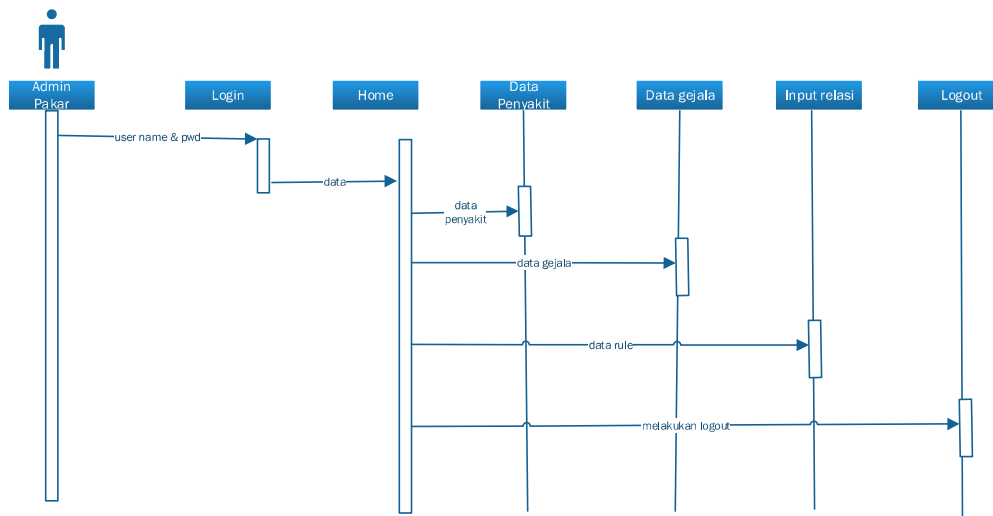 Admin
Pakar
Login
Home
Data
Penyakit
Data gejala
Input relasi
Logout
user name & pwd
data
data
penyakit
data gejala
data rule
melakukan logout